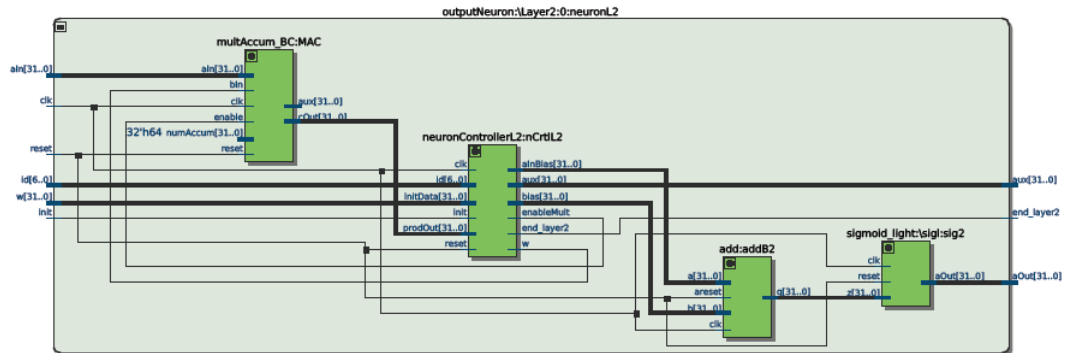 outputNeuron:\Layer2:0:neuronL2
multAccum_BC:MAC
aIn[31..0]
aIn[31..0]
bIn
clk
clk
aux[31..0]
enable
cOut[31..0]
32'h64 numAccum[31..0]
reset
reset
neuronControllerL2:nCrtlL2
clk
aInBias[31..0]
id[6..0]
id[6..0]
aux[31..0]
aux[31..0]
w[31..0]
initData[31..0]
bias[31..0]
init
init
enableMult
end_layer2
prodOut[31..0]
end_layer2
reset
w
add:addB2
sigmoid_light:\sigl:sig2
clk
a[31..0]
reset
aOut[31..0]
aOut[31..0]
areset
q[31..0]
z[31..0]
b[31..0]
clk